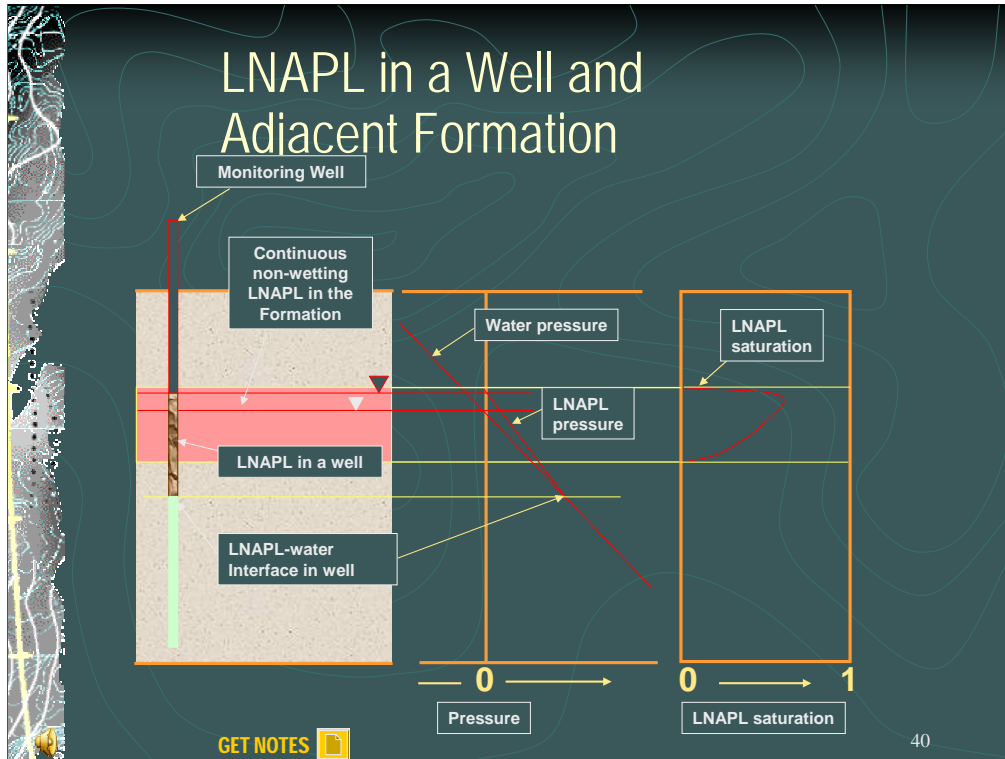 LNAPL in a Well and
Adjacent Formation
Monitoring Well
Continuous
non-wetting
LNAPL in the
Formation
Water pressure
LNAPL
saturation
LNAPL
pressure
LNAPL in a well
LNAPL-water
Interface in well
0
0
1
Pressure
LNAPL saturation
GET NOTES
40